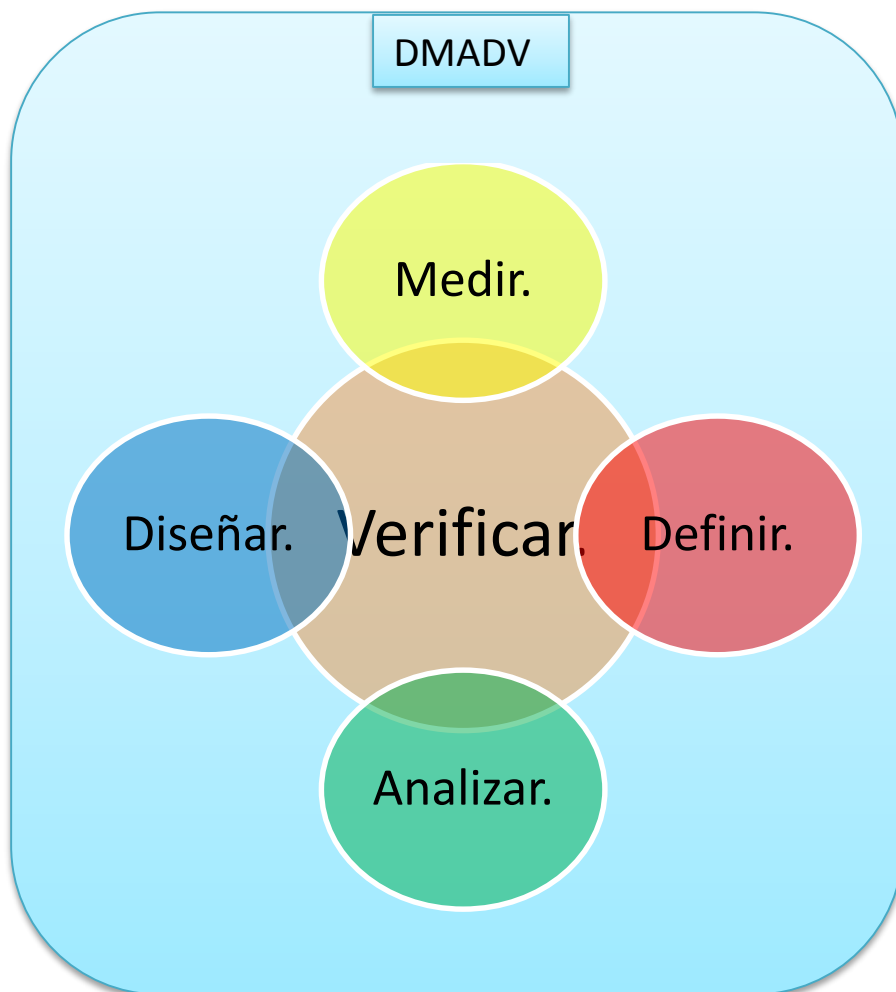 DMADV
Medir.
Diseñar.
Verificar.
Definir.
Analizar.